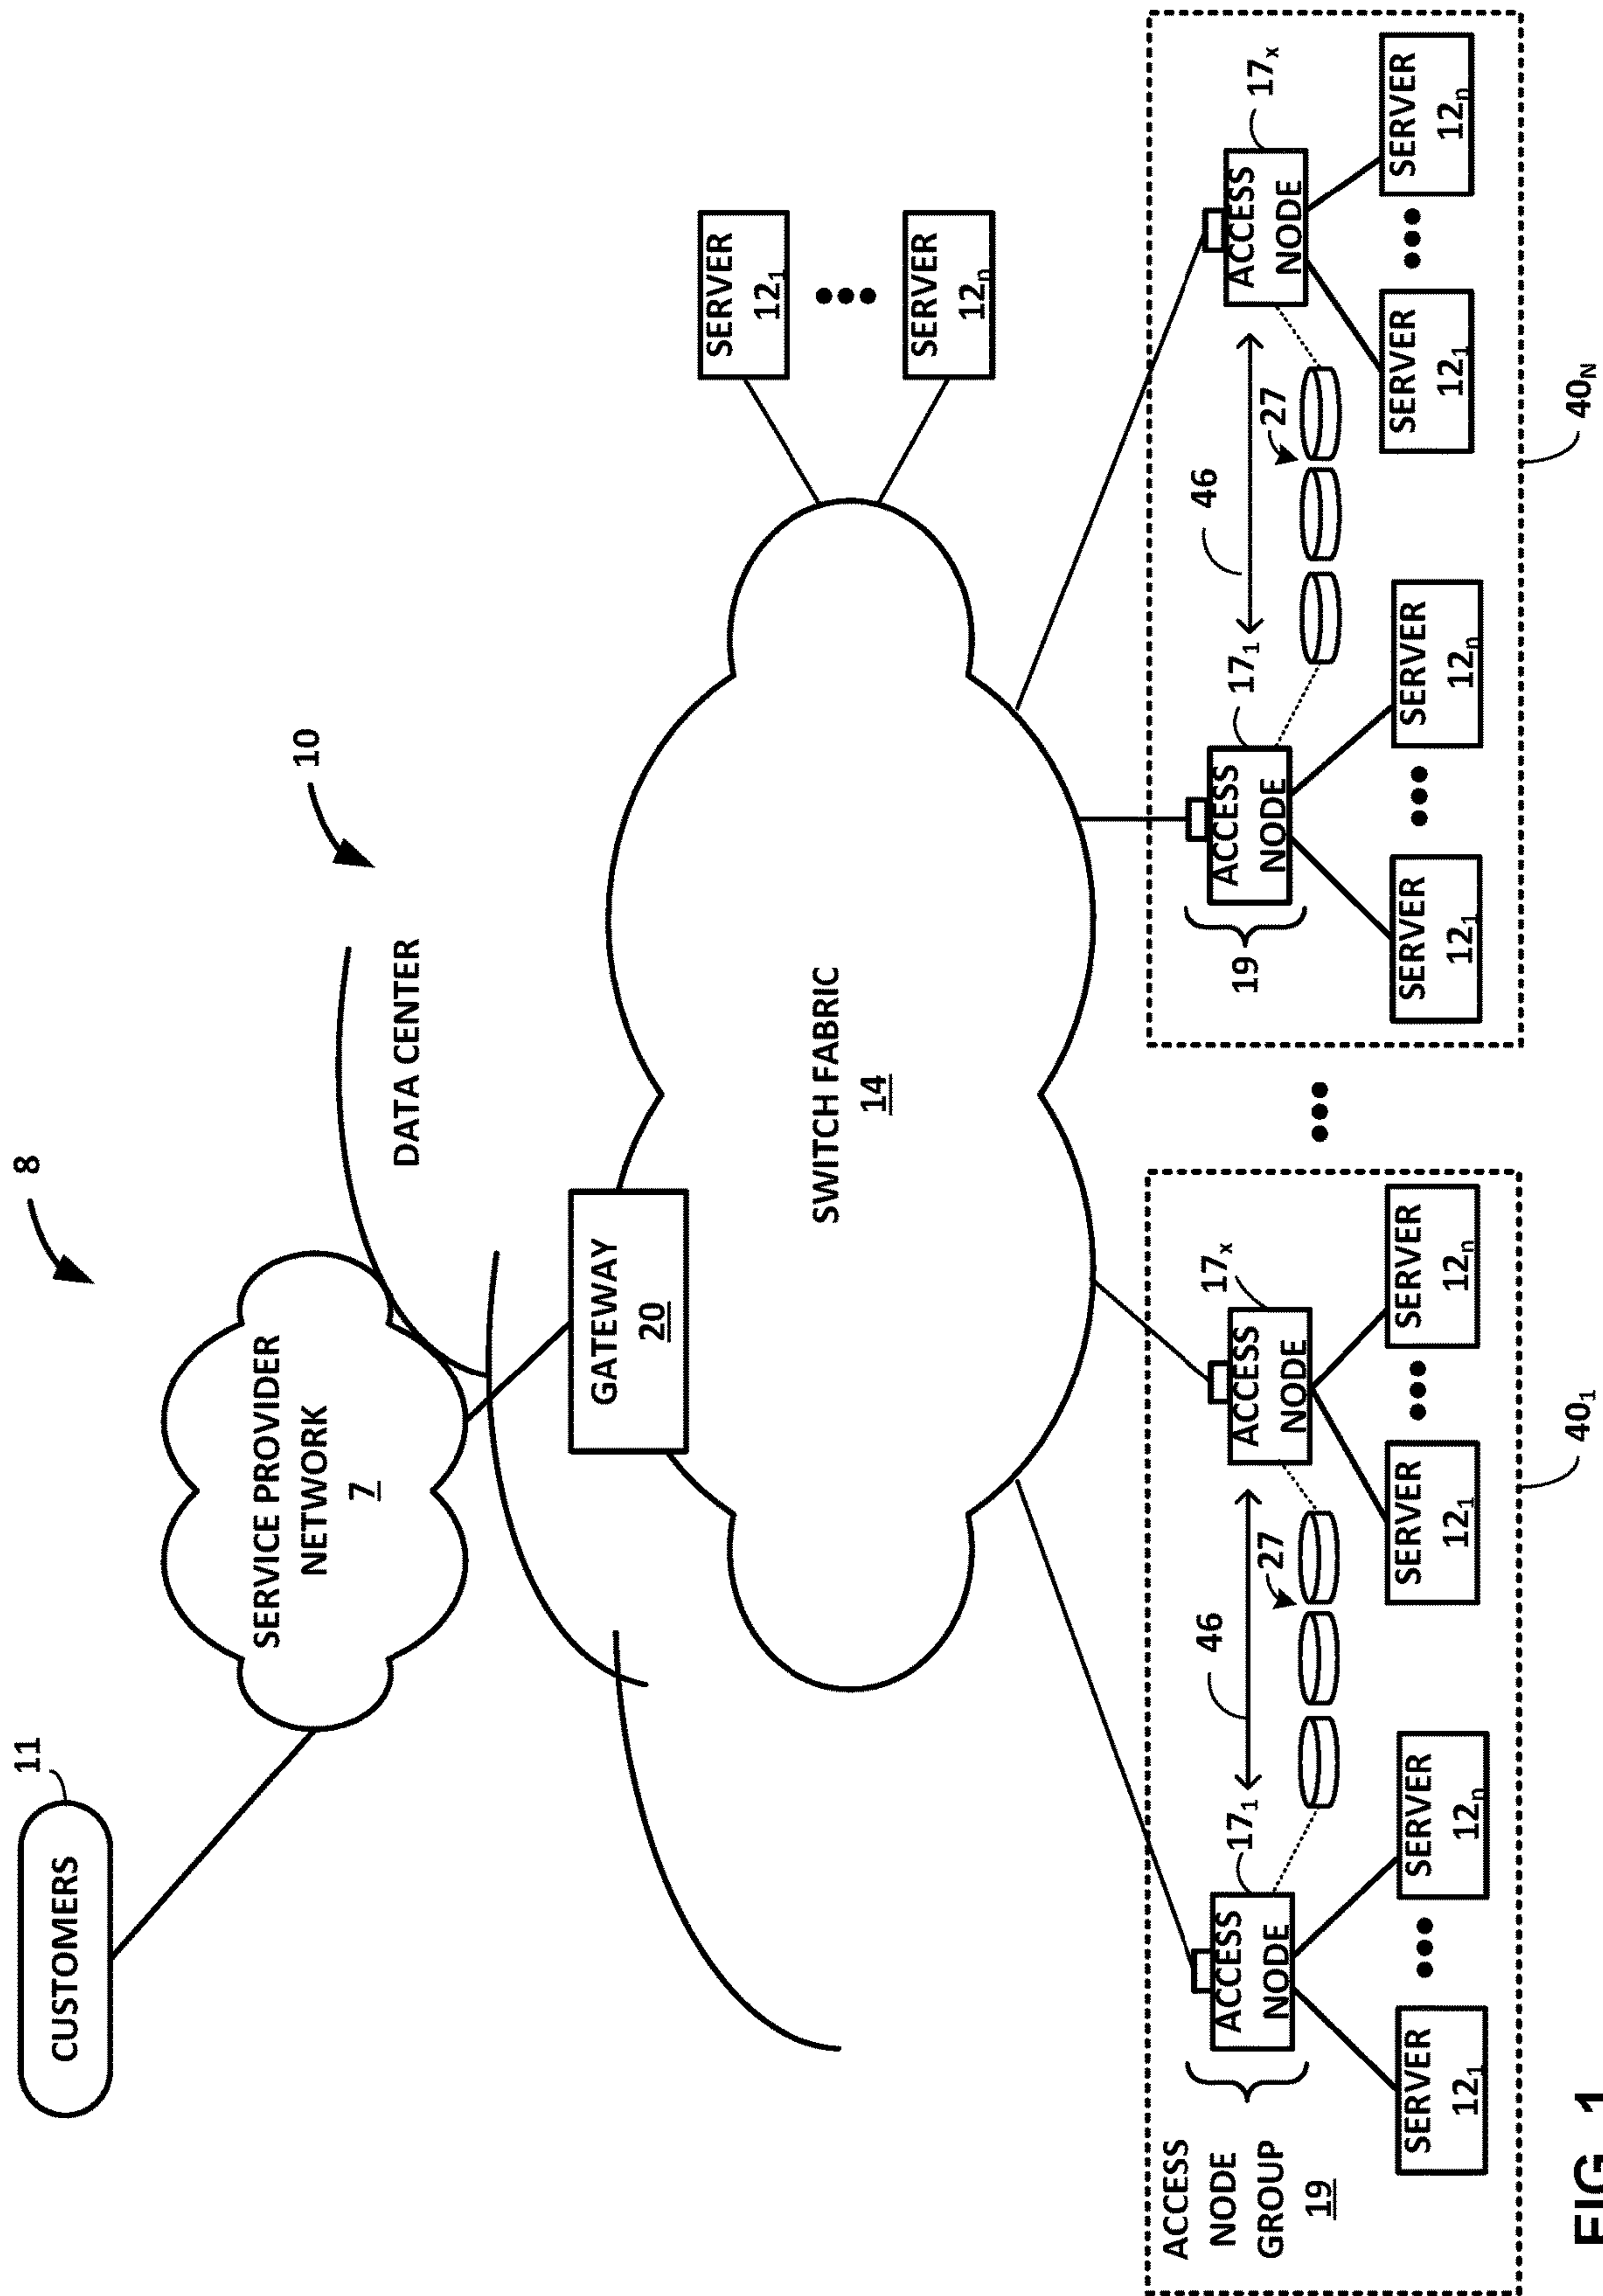 8
CUSTOMERS
11
SERVICE PROVIDER
NETWORK
7
10
DATA CENTER
GATEWAY
20
SWITCH FABRIC
14
SERVER
12₁
SERVER
12ₙ
ACCESS
NODE
GROUP
19
ACCESS
NODE
17₁
46
27
ACCESS
NODE
17ₓ
SERVER
12₁
SERVER
12ₙ
SERVER
12₁
SERVER
12ₙ
40₁
19
ACCESS
NODE
17₁
46
27
ACCESS
NODE
17ₓ
SERVER
12₁
SERVER
12ₙ
SERVER
12₁
SERVER
12ₙ
40_N
FIG. 1